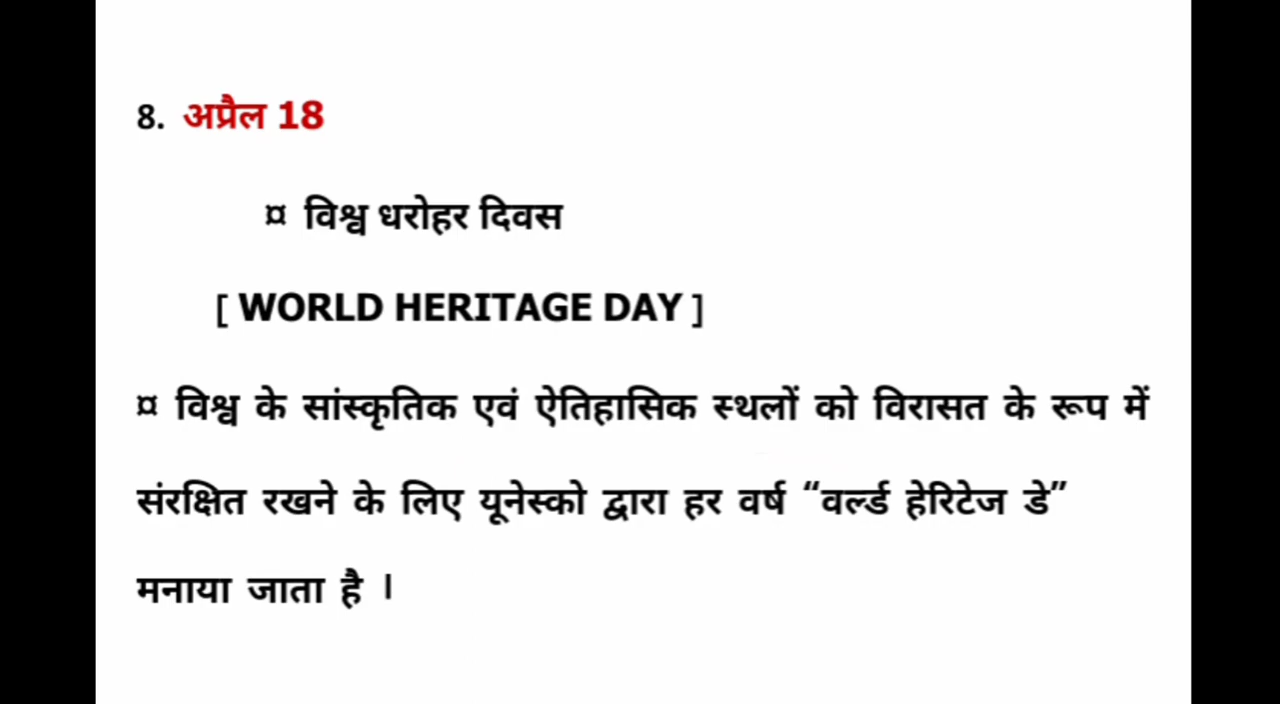 8. अप्रैल 18
¤ विश्व धरोहर दिवस
[ WORLD HERITAGE DAY ]
¤ विश्व के सांस्कृतिक एवं ऐतिहासिक स्थलों को विरासत के रूप में
संरक्षित रखने के लिए यूनेस्को द्वारा हर वर्ष “वर्ल्ड हेरिटेज डे”
मनाया जाता है ।